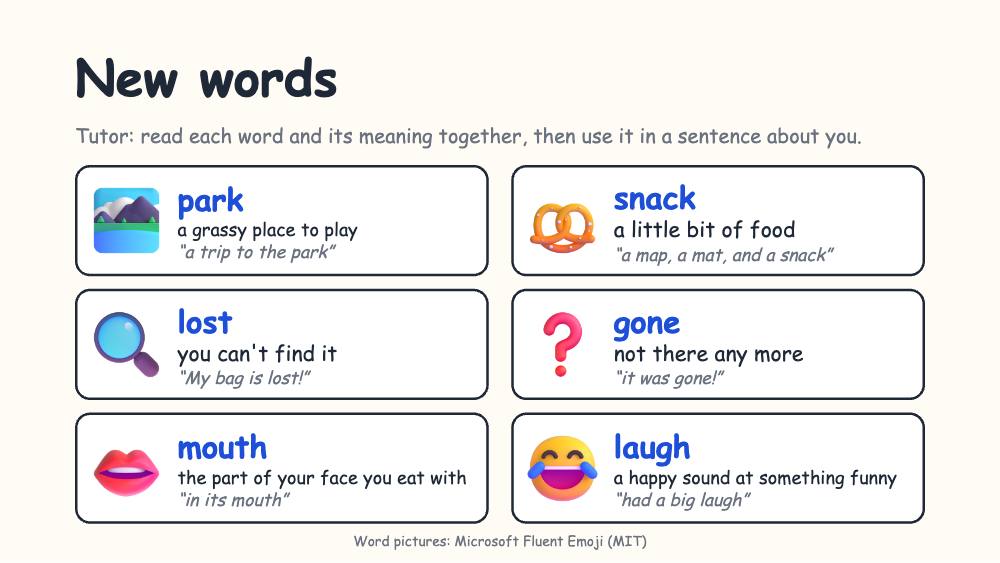 New words
Tutor: read each word and its meaning together, then use it in a sentence about you.
park
a grassy place to play
"a trip to the park"
snack
a little bit of food
"a map, a mat, and a snack"
lost
you can't find it
"My bag is lost!"
gone
not there any more
"it was gone!"
mouth
the part of your face you eat with
"in its mouth"
laugh
a happy sound at something funny
"had a big laugh"
Word pictures: Microsoft Fluent Emoji (MIT)